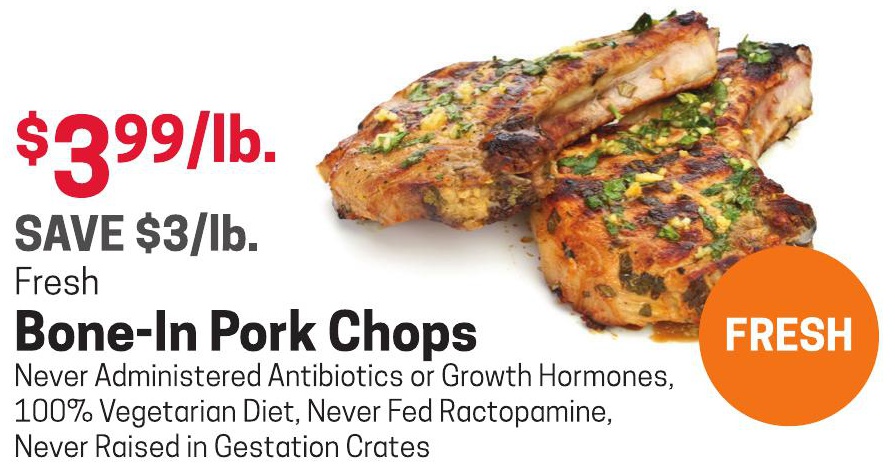 $3.99/lb.
SAVE $3/lb.
Fresh
Bone-In Pork Chops
Never Administered Antibiotics or Growth Hormones,
100% Vegetarian Diet, Never Fed Ractopamine,
Never Raised in Gestation Crates
FRESH